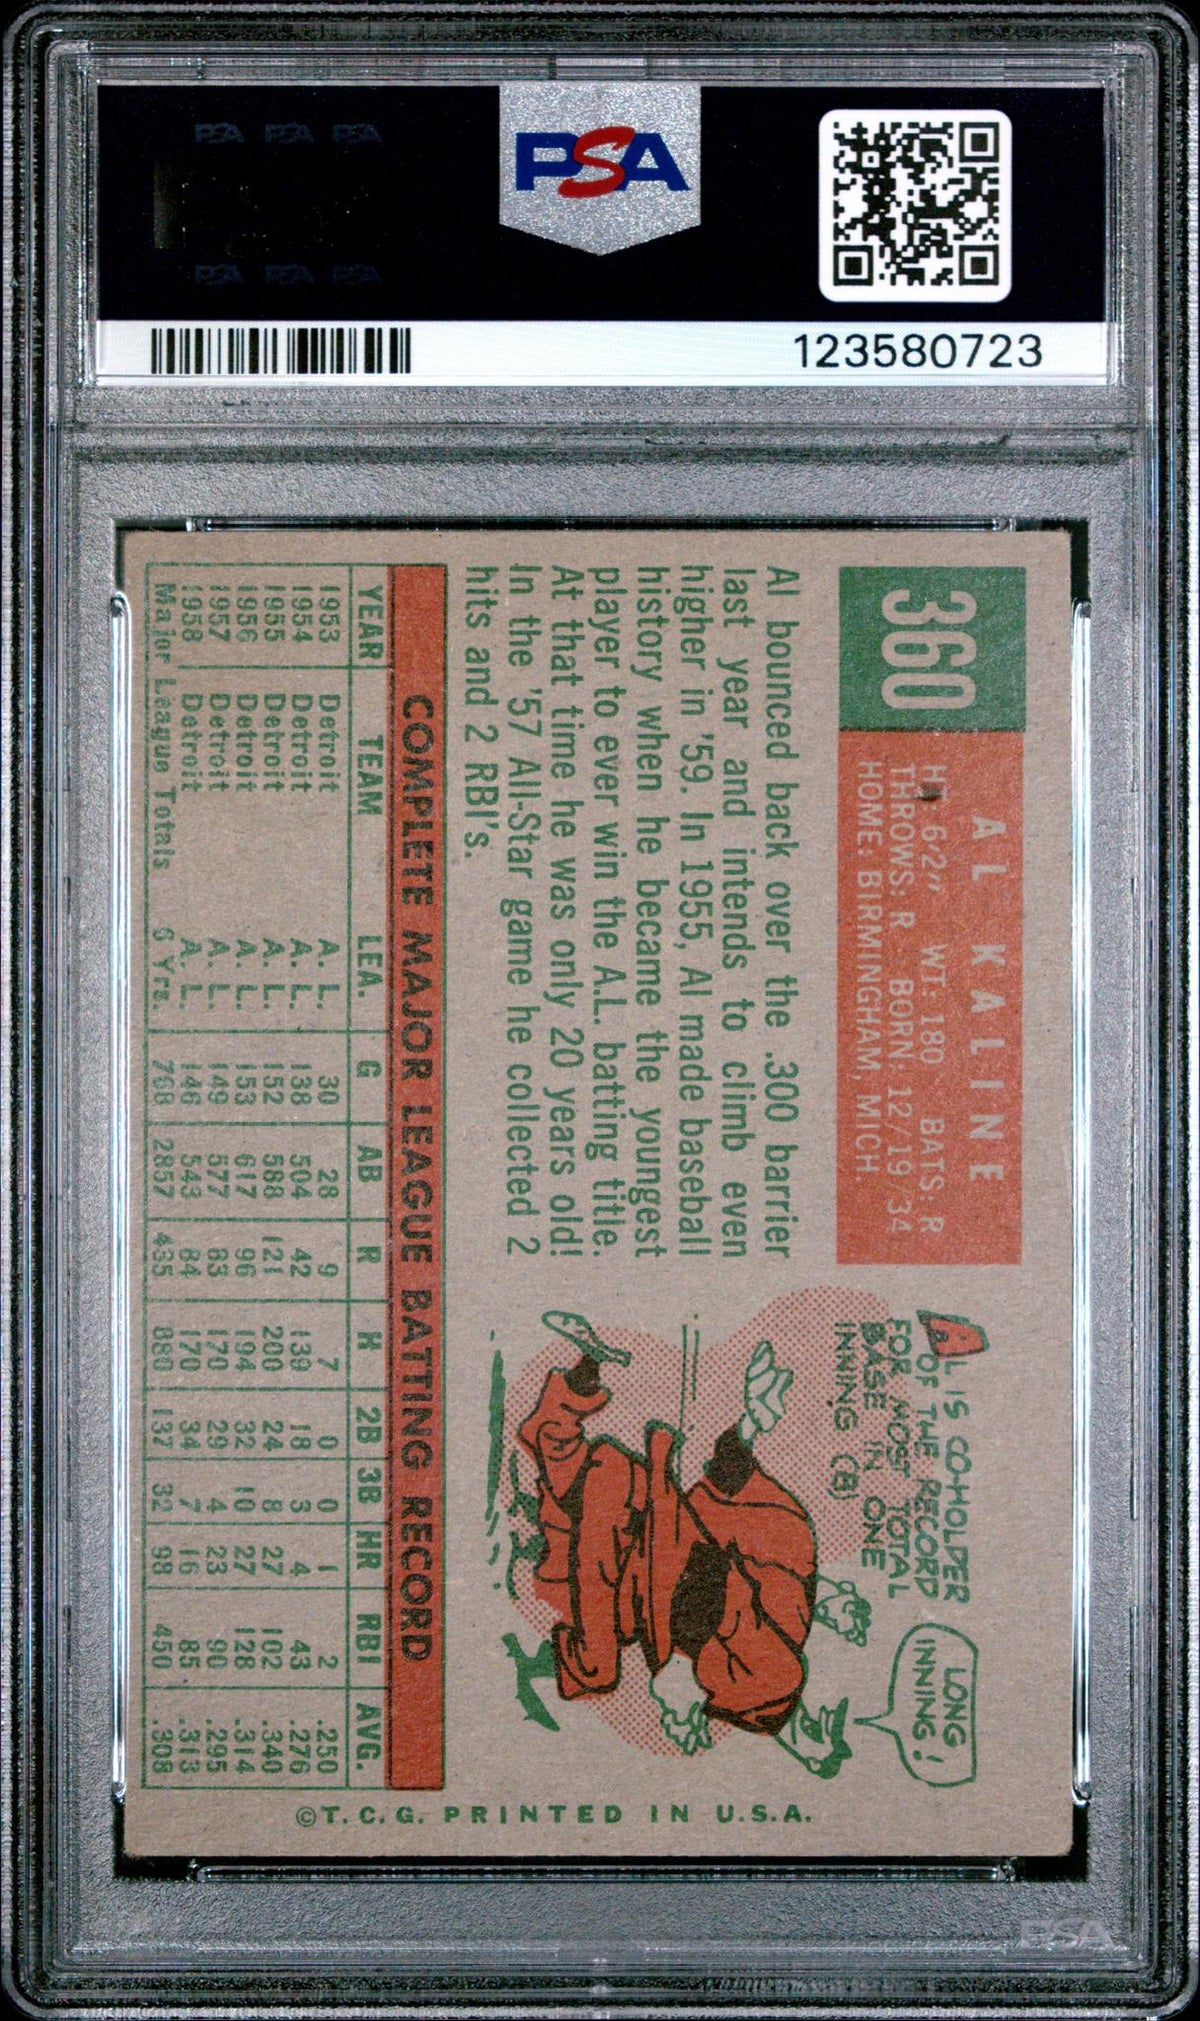 PSA PSA PSA
PSA
PSA PSA PSA
123580723
360
AL KALINE
HT: 6'2" WT.: 180 BATS: R
THROWS: R BORN: 12/19/34
HOME: BIRMINGHAM, MICH.
Al bounced back over the .300 barrier
last year and intends to climb even
higher in '59. In 1955, Al made baseball
history when he became the youngest
player to ever win the A.L. batting title.
At that time he was only 20 years old!
In the '57 All-Star game he collected 2
hits and 2 RBI's.
AL IS CO-HOLDER
OF THE RECORD
FOR MOST TOTAL
BASE IN ONE
INNING (8)
LONG
INNING!
COMPLETE MAJOR LEAGUE BATTING RECORD
YEAR TEAM LEA. G AB R H 2B 3B HR RBI AVG.
1953 Detroit A. L. 30 28 9 7 0 0 1 2 .250
1954 Detroit A. L. 138 504 42 139 18 3 4 43 .276
1955 Detroit A. L. 152 588 121 200 24 8 27 102 .340
1956 Detroit A. L. 153 617 96 194 32 10 27 128 .314
1957 Detroit A. L. 149 577 83 170 29 4 23 90 .295
1958 Detroit A. L. 146 543 84 170 34 7 16 85 .313
Major League Totals 6 Yrs. 768 2857 435 880 137 32 98 450 .308
©T.C.G. PRINTED IN U.S.A.
PSA